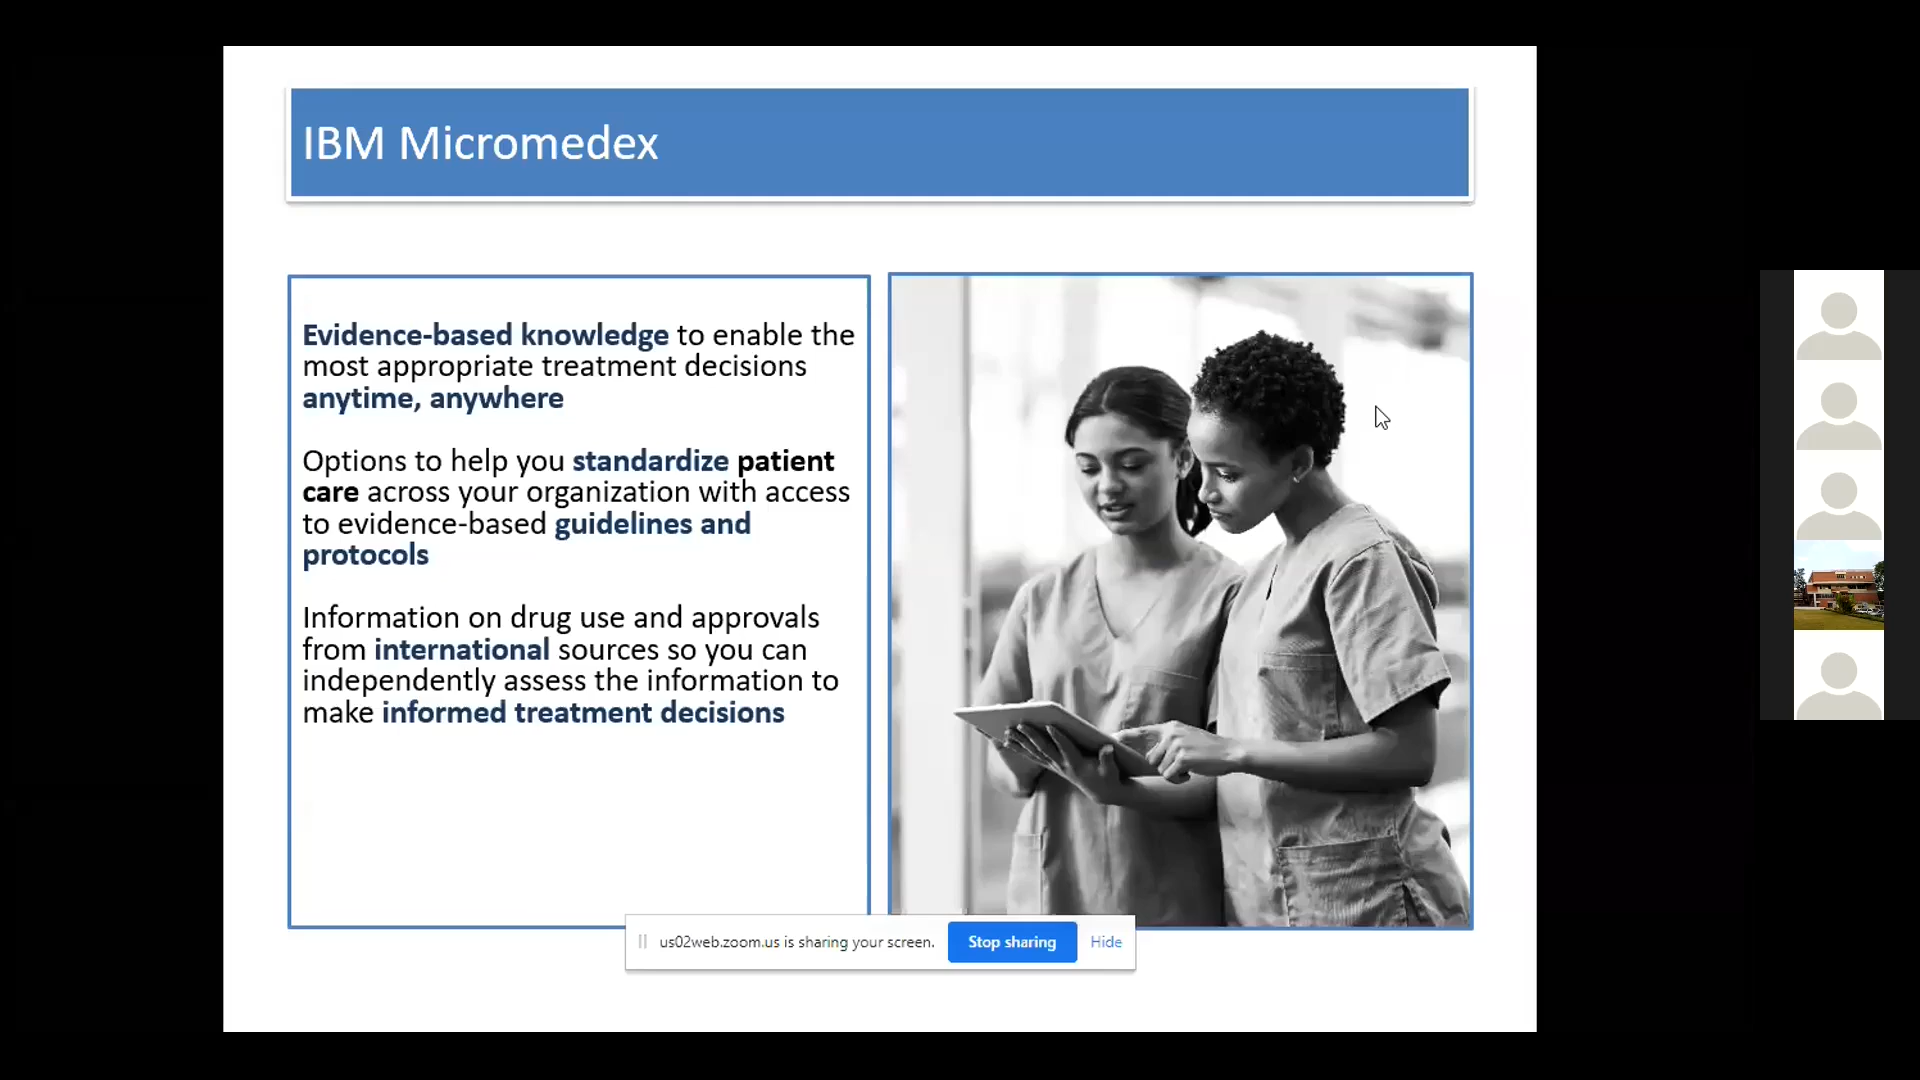 IBM Micromedex
Evidence-based knowledge to enable the
most appropriate treatment decisions
anytime, anywhere
Options to help you standardize patient
care across your organization with access
to evidence-based guidelines and
protocols
Information on drug use and approvals
from international sources so you can
independently assess the information to
make informed treatment decisions
us02web.zoom.us is sharing your screen. Stop sharing Hide